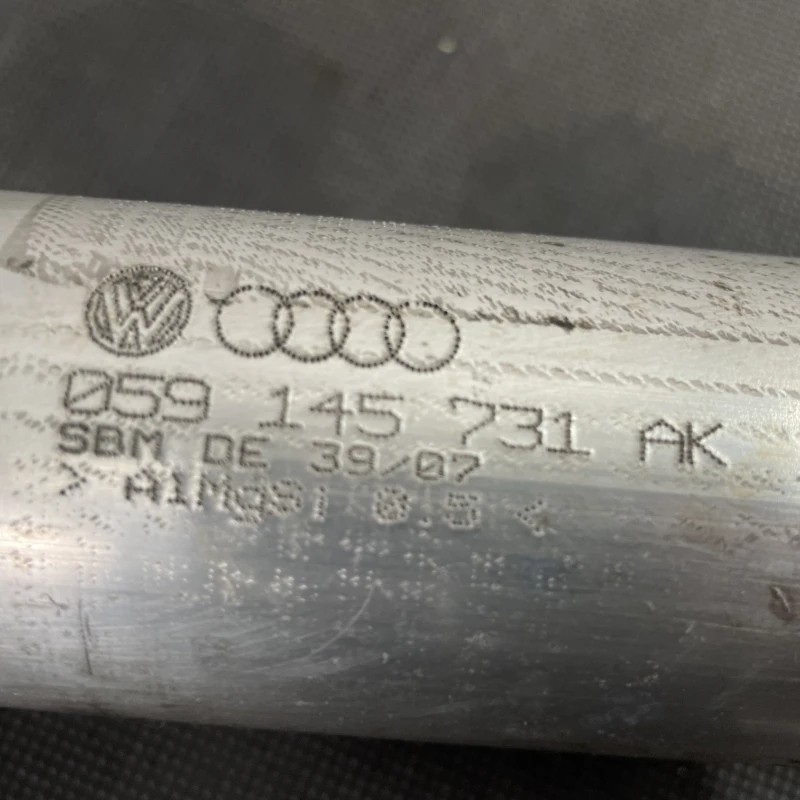 059 145 731 AK
SBM DE 39/07
> AlMgSi 0.5 <